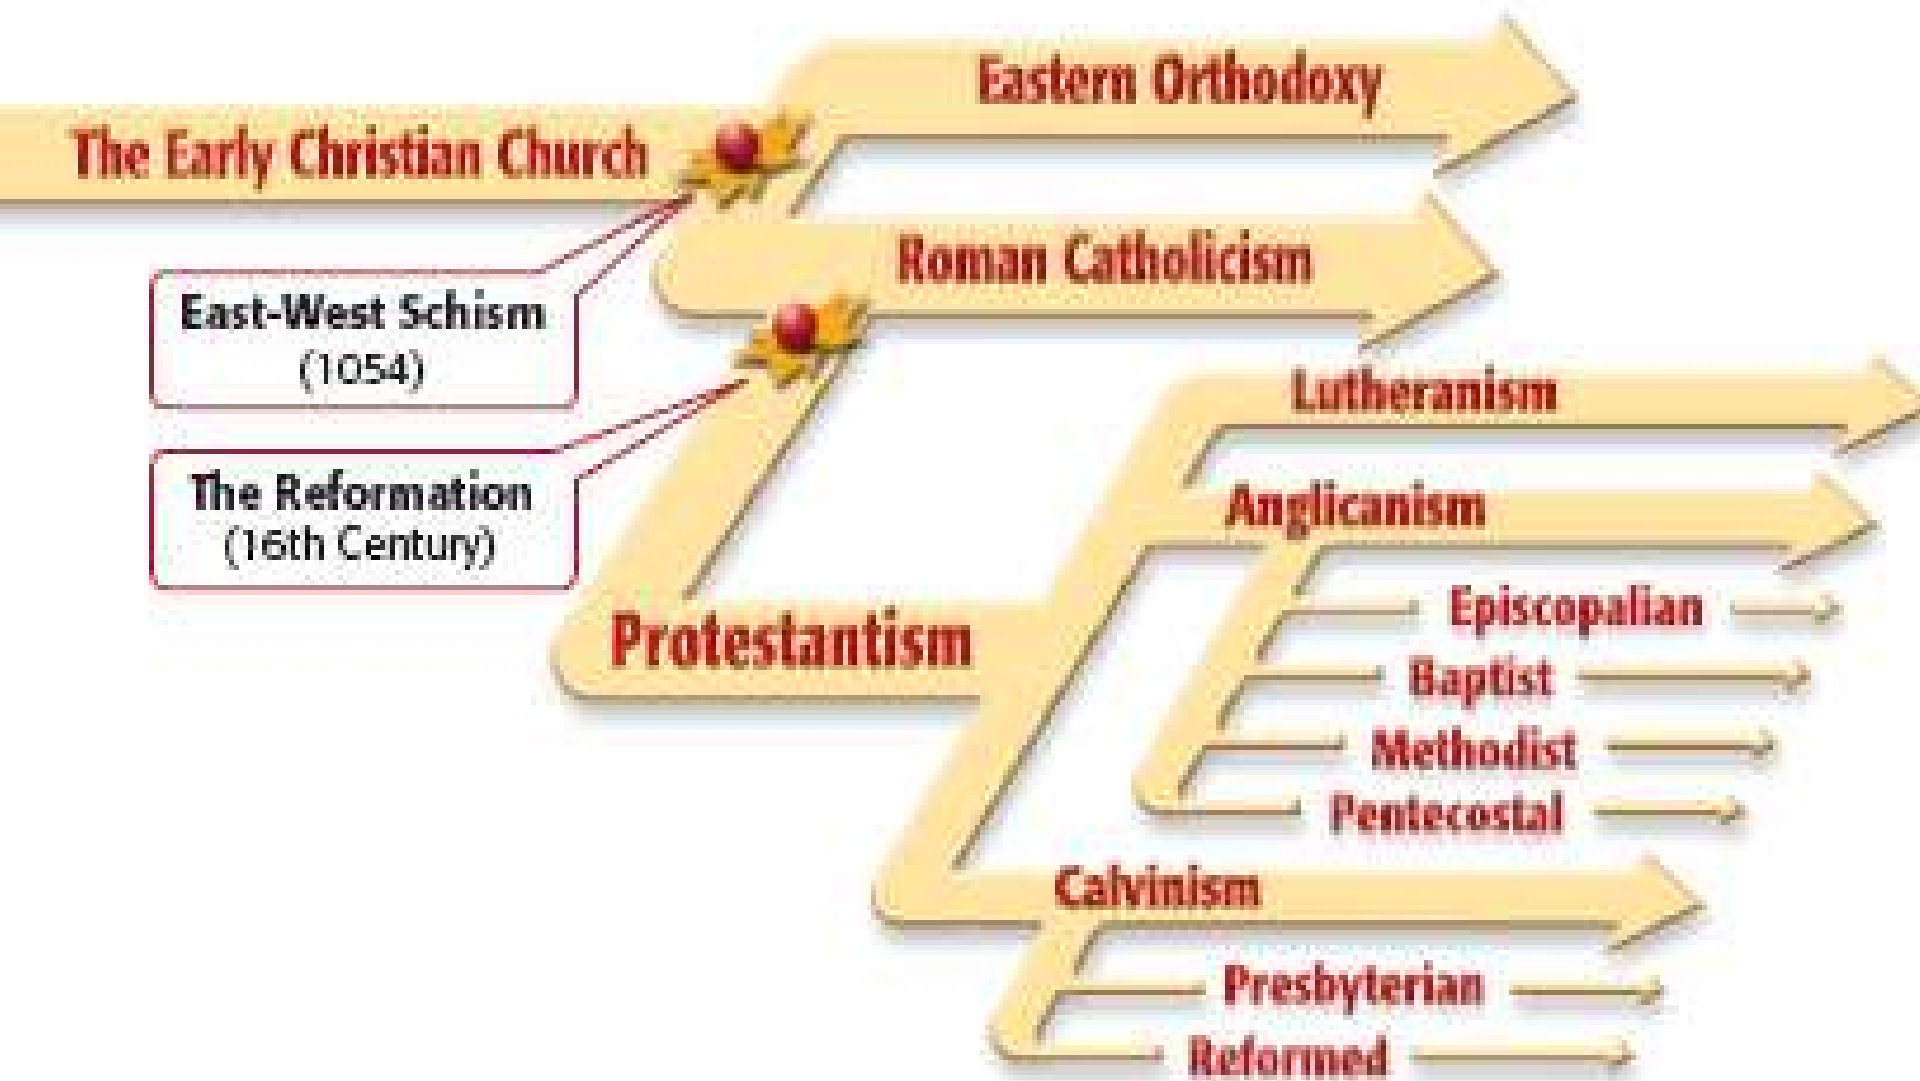 Eastern Orthodoxy
The Early Christian Church
Roman Catholicism
East-West Schism
(1054)
Lutheranism
The Reformation
(16th Century)
Anglicanism
Episcopalian
Protestantism
Baptist
Methodist
Pentecostal
Calvinism
Presbyterian
Reformed